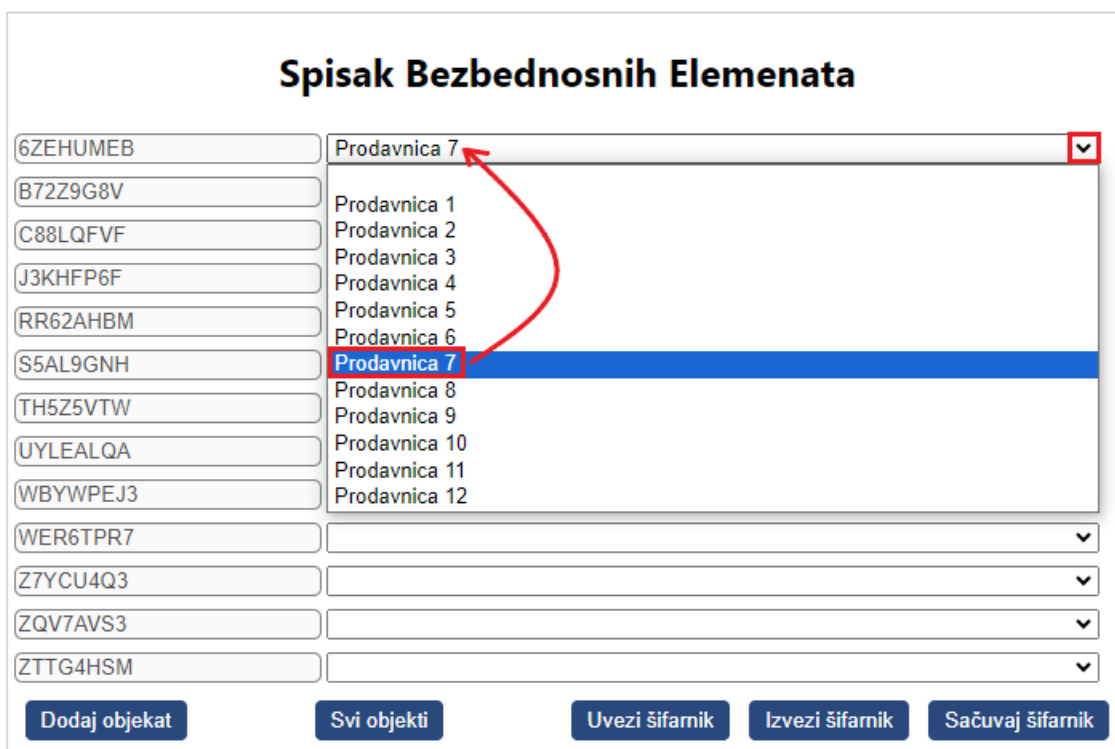 Spisak Bezbednosnih Elemenata
6ZEHUMEB Prodavnica 7
B72Z9G8V
Prodavnica 1
C88LQFVF Prodavnica 2
Prodavnica 3
J3KHFP6F Prodavnica 4
Prodavnica 5
RR62AHBM
Prodavnica 6
S5AL9GNH Prodavnica 7
Prodavnica 8
TH5Z5VTW Prodavnica 9
UYLEALQA Prodavnica 10
Prodavnica 11
WBYWPEJ3 Prodavnica 12
WER6TPR7
Z7YCU4Q3
ZQV7AVS3
ZTTG4HSM
Dodaj objekat Svi objekti Uvezi šifarnik Izvezi šifarnik Sačuvaj šifarnik